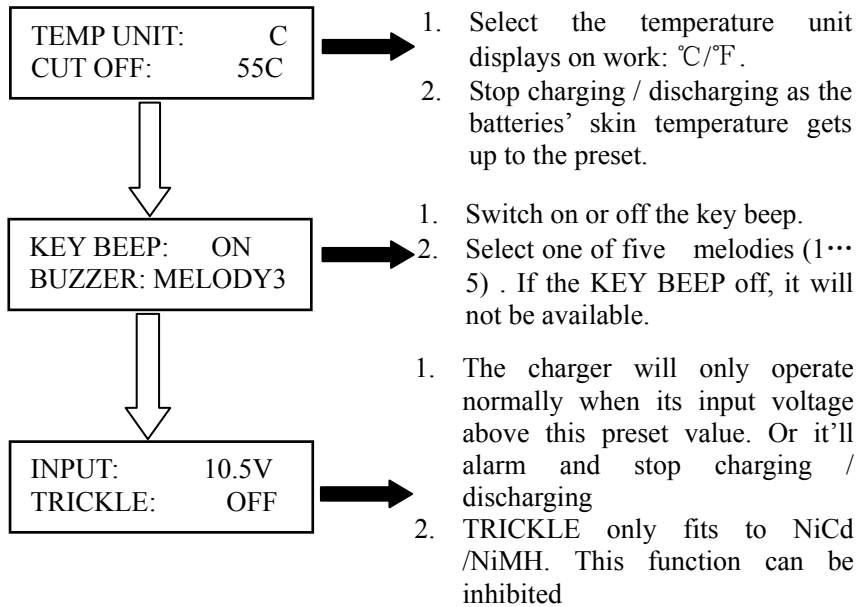 TEMP UNIT: C
CUT OFF: 55C
1. Select the temperature unit
displays on work: ℃/℉.
2. Stop charging / discharging as the
batteries’ skin temperature gets
up to the preset.
KEY BEEP: ON
BUZZER: MELODY3
1. Switch on or off the key beep.
2. Select one of five melodies (1⋯
5) . If the KEY BEEP off, it will
not be available.
INPUT: 10.5V
TRICKLE: OFF
1. The charger will only operate
normally when its input voltage
above this preset value. Or it’ll
alarm and stop charging /
discharging
2. TRICKLE only fits to NiCd
/NiMH. This function can be
inhibited